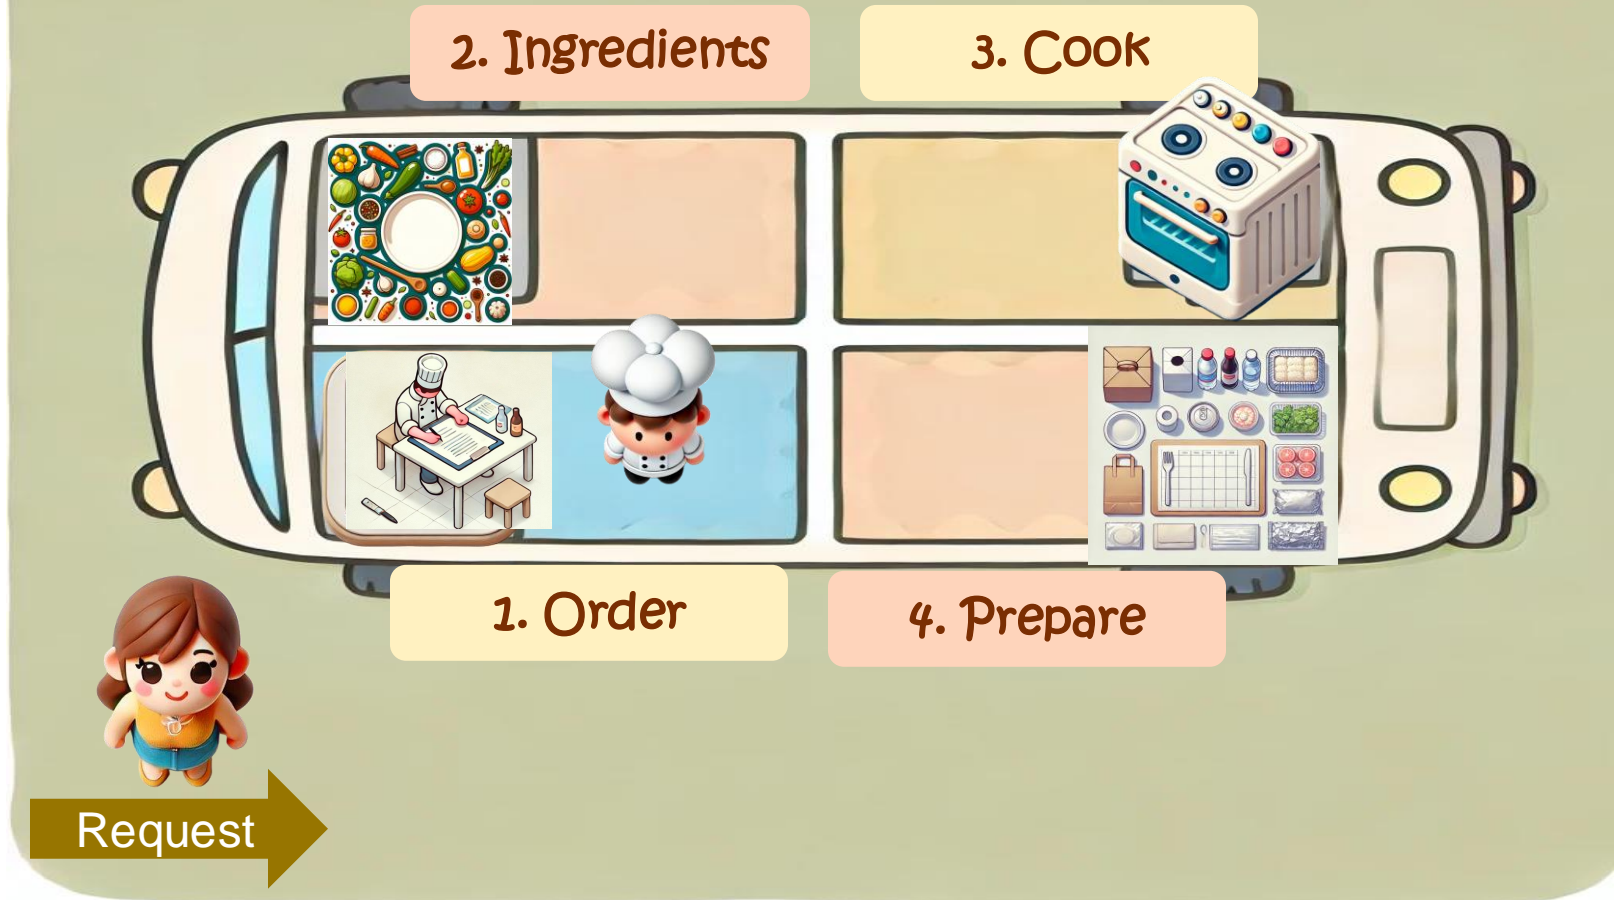 2. Ingredients
3. Cook
1. Order
4. Prepare
Request